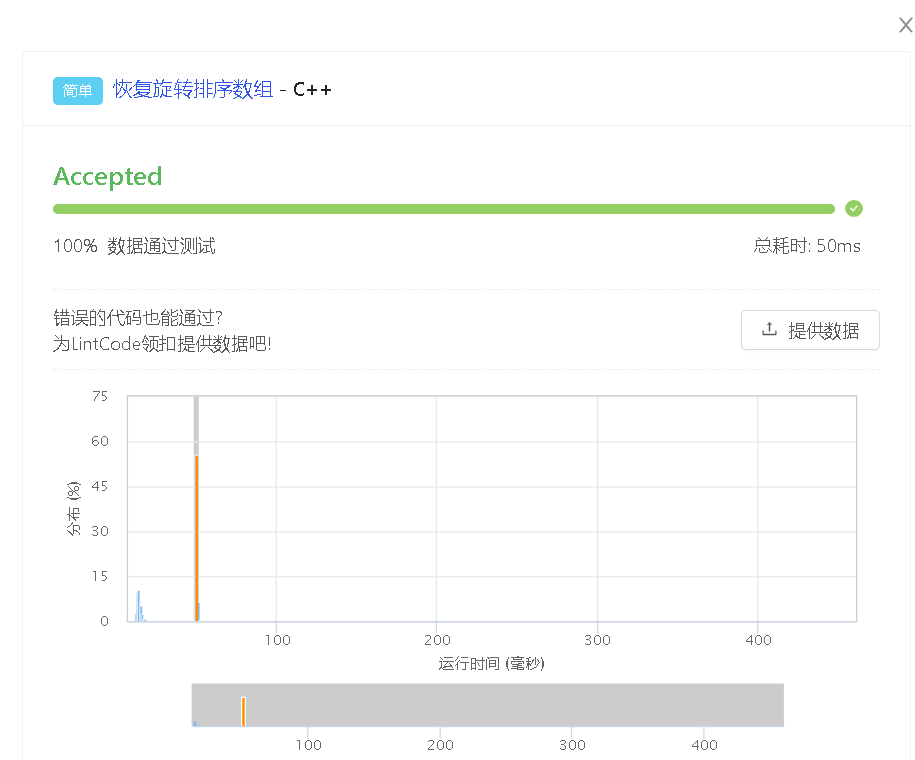 简单 恢复旋转排序数组 - C++
Accepted
100% 数据通过测试 总耗时: 50ms
错误的代码也能通过?
为LintCode领扣提供数据吧!
提供数据
75
60
45
30
15
0
分布 (%)
100 200 300 400
运行时间 (毫秒)
100 200 300 400